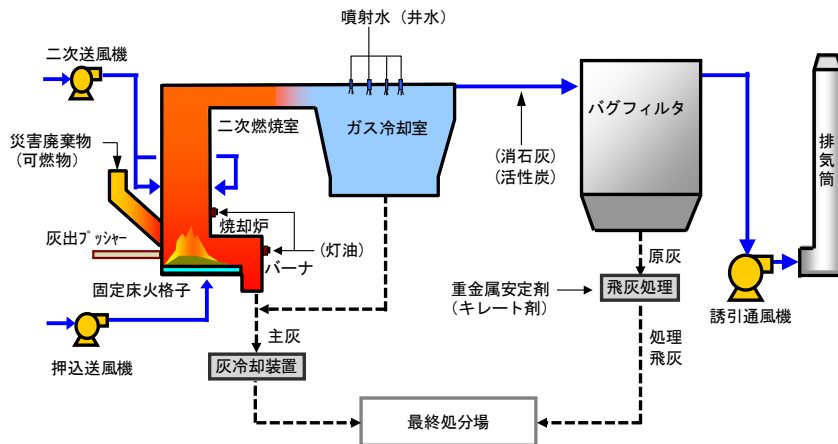 噴射水（井水）
二次送風機
二次燃焼室
ガス冷却室
バグフィルタ
災害廃棄物
(可燃物)
(消石灰)
(活性炭)
排気筒
焼却炉
灰出ﾌﾟｯｼｬｰ
(灯油)
バーナ
原灰
固定床火格子
重金属安定剤
（キレート剤）
飛灰処理
誘引通風機
主灰
処理
飛灰
押込送風機
灰冷却装置
最終処分場